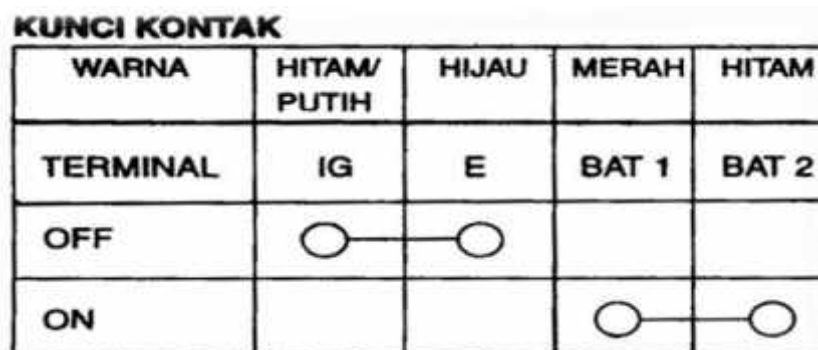 KUNCI KONTAK
WARNA HITAM/ PUTIH HIJAU MERAH HITAM
TERMINAL IG E BAT 1 BAT 2
OFF
ON